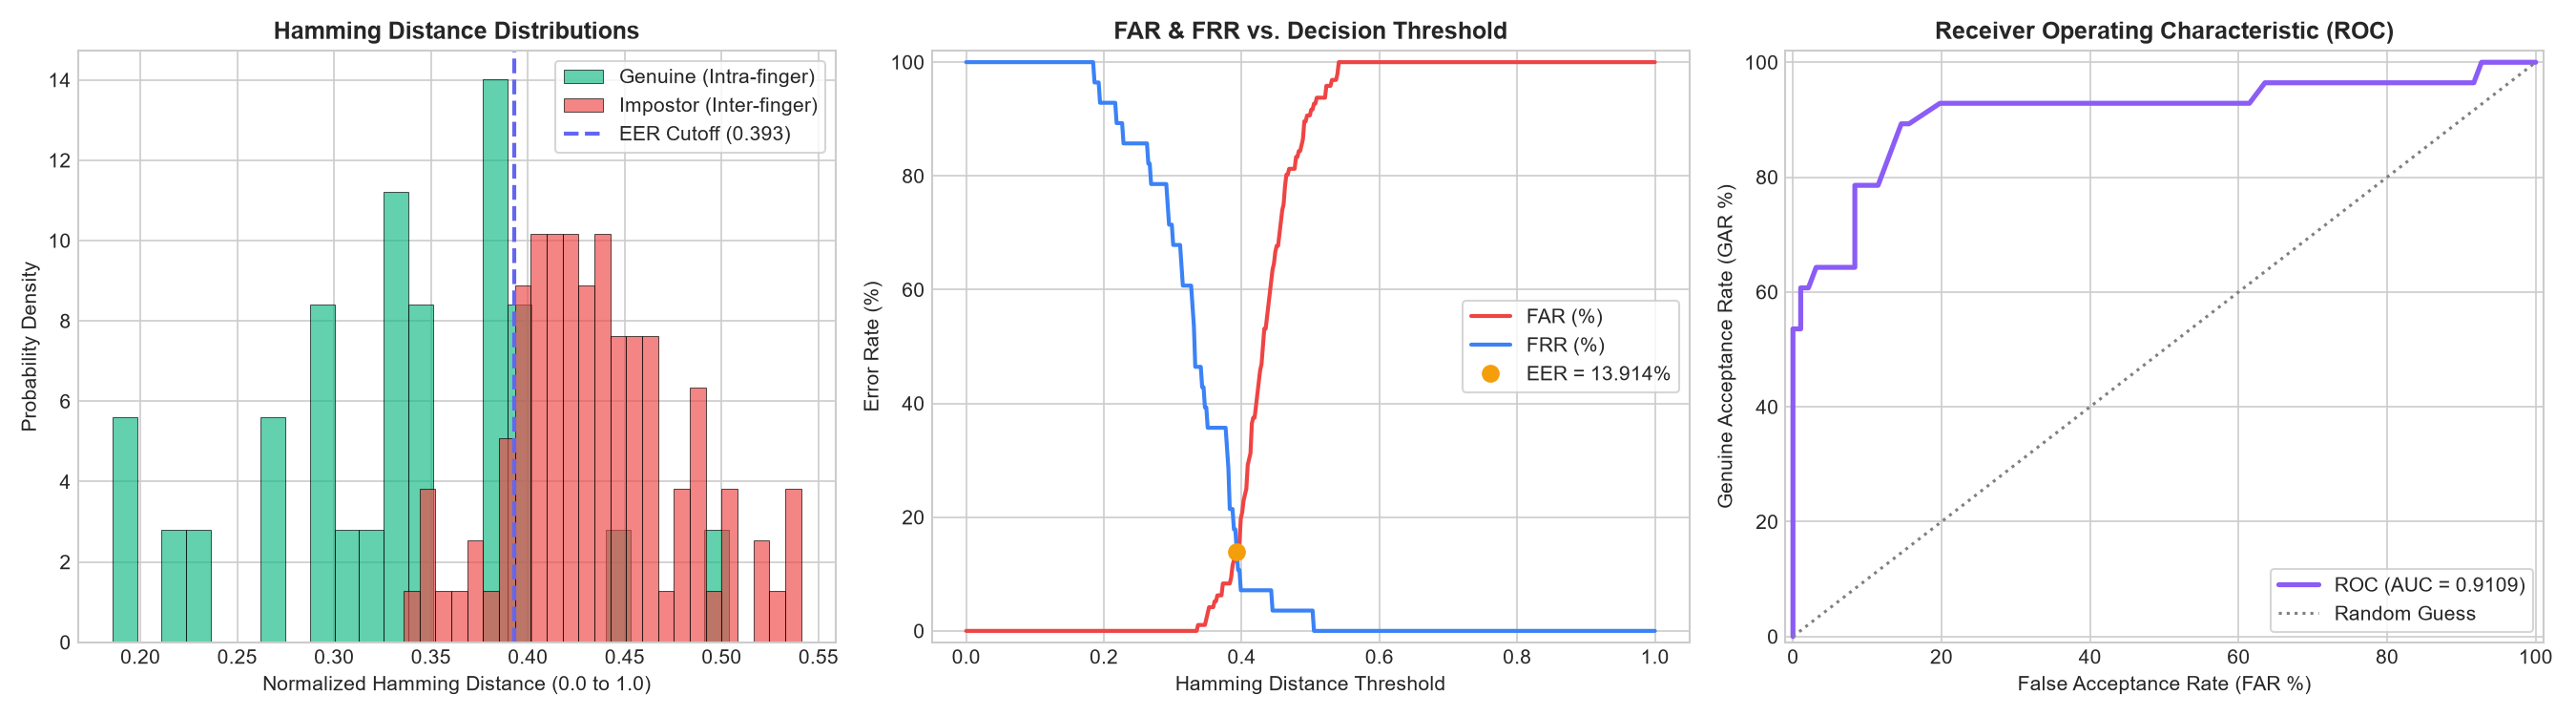 Hamming Distance Distributions
14
12
10
8
6
4
2
0
Probability Density
Genuine (Intra-finger)
Impostor (Inter-finger)
EER Cutoff (0.393)
0.20 0.25 0.30 0.35 0.40 0.45 0.50 0.55
Normalized Hamming Distance (0.0 to 1.0)
FAR & FRR vs. Decision Threshold
100
80
60
40
20
0
Error Rate (%)
FAR (%)
FRR (%)
EER = 13.914%
0.0 0.2 0.4 0.6 0.8 1.0
Hamming Distance Threshold
Receiver Operating Characteristic (ROC)
100
80
60
40
20
0
Genuine Acceptance Rate (GAR %)
ROC (AUC = 0.9109)
Random Guess
0 20 40 60 80 100
False Acceptance Rate (FAR %)